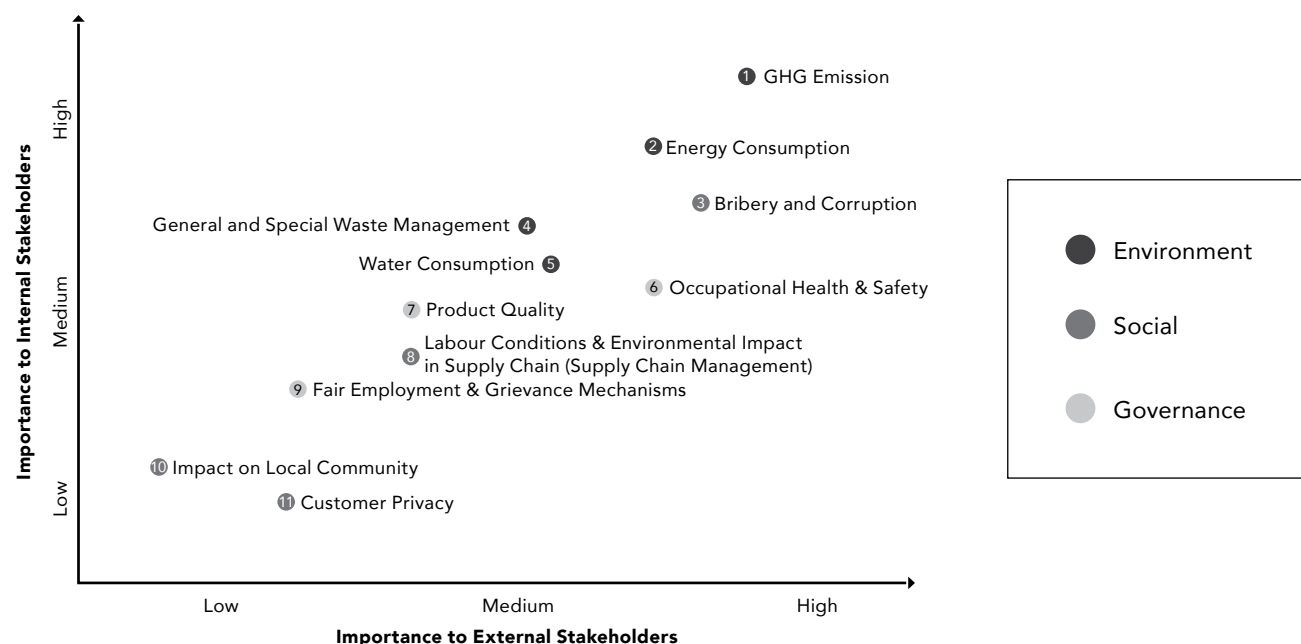 Importance to Internal Stakeholders
High
Medium
Low
1 GHG Emission
2 Energy Consumption
3 Bribery and Corruption
General and Special Waste Management 4
Water Consumption 5
6 Occupational Health & Safety
7 Product Quality
8 Labour Conditions & Environmental Impact
in Supply Chain (Supply Chain Management)
9 Fair Employment & Grievance Mechanisms
10 Impact on Local Community
11 Customer Privacy
Low Medium High
Importance to External Stakeholders
Environment
Social
Governance